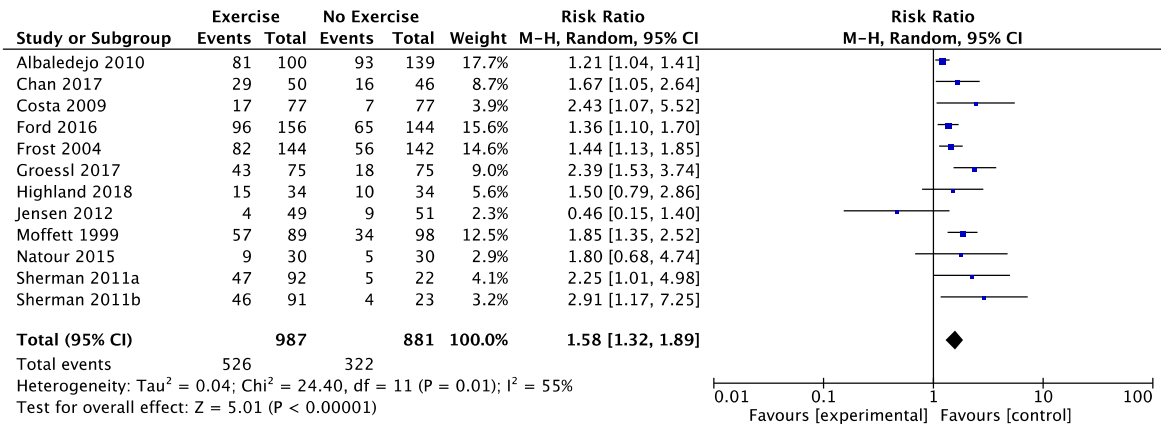 Exercise No Exercise Risk Ratio Risk Ratio
Study or Subgroup Events Total Events Total Weight M-H, Random, 95% CI M-H, Random, 95% CI
Albaledejo 2010 81 100 93 139 17.7% 1.21 [1.04, 1.41]
Chan 2017 29 50 16 46 8.7% 1.67 [1.05, 2.64]
Costa 2009 17 77 7 77 3.9% 2.43 [1.07, 5.52]
Ford 2016 96 156 65 144 15.6% 1.36 [1.10, 1.70]
Frost 2004 82 144 56 142 14.6% 1.44 [1.13, 1.85]
Groessl 2017 43 75 18 75 9.0% 2.39 [1.53, 3.74]
Highland 2018 15 34 10 34 5.6% 1.50 [0.79, 2.86]
Jensen 2012 4 49 9 51 2.3% 0.46 [0.15, 1.40]
Moffett 1999 57 89 34 98 12.5% 1.85 [1.35, 2.52]
Natour 2015 9 30 5 30 2.9% 1.80 [0.68, 4.74]
Sherman 2011a 47 92 5 22 4.1% 2.25 [1.01, 4.98]
Sherman 2011b 46 91 4 23 3.2% 2.91 [1.17, 7.25]
Total (95% CI) 987 881 100.0% 1.58 [1.32, 1.89]
Total events 526 322
Heterogeneity: Tau² = 0.04; Chi² = 24.40, df = 11 (P = 0.01); I² = 55%
Test for overall effect: Z = 5.01 (P < 0.00001)
0.01 0.1 1 10 100
Favours [experimental] Favours [control]